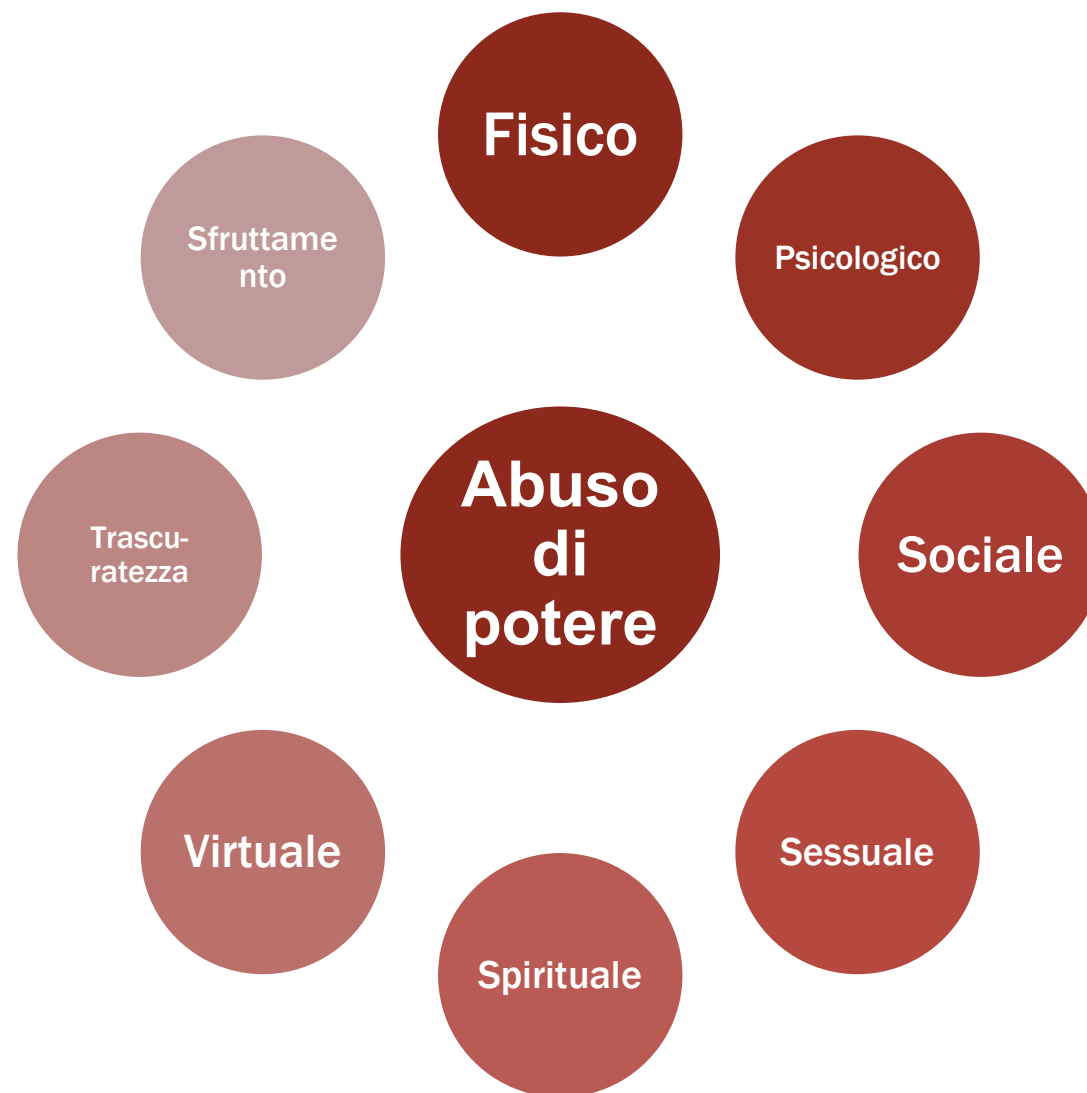 Fisico
Psicologico
Sociale
Sessuale
Spirituale
Virtuale
Trascu-
ratezza
Sfruttame
nto
Abuso
di
potere